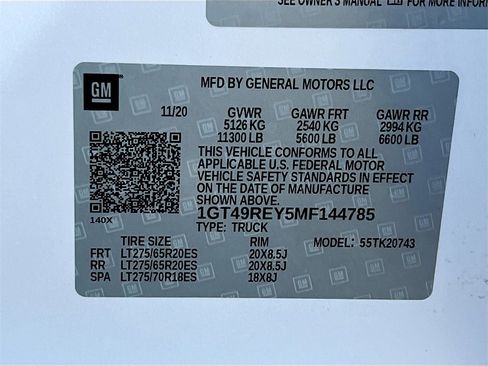 SEE OWNER'S MANUAL FOR MORE INFOR
GM
MFD BY GENERAL MOTORS LLC
11/20 GVWR GAWR FRT GAWR RR
5126 KG 2540 KG 2994 KG
11300 LB 5600 LB 6600 LB
THIS VEHICLE CONFORMS TO ALL
APPLICABLE U.S. FEDERAL MOTOR
VEHICLE SAFETY STANDARDS IN EFFECT
ON THE DATE OF MANUFACTURE
SHOWN ABOVE.
140X 1GT49REY5MF144785
TYPE: TRUCK
TIRE SIZE RIM MODEL: 55TK20743
FRT LT275/65R20ES 20X8.5J
RR LT275/65R20ES 20X8.5J
SPA LT275/70R18ES 18X8J